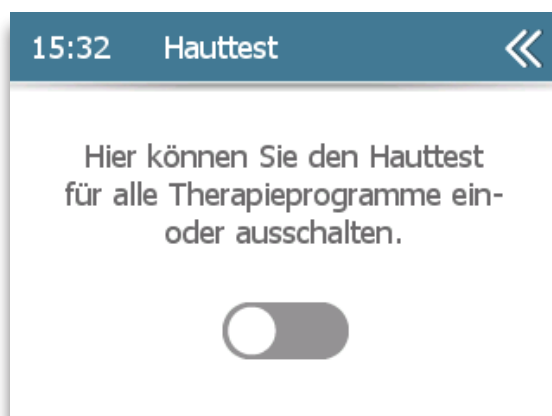 15:32 Hauttest
Hier können Sie den Hauttest
für alle Therapieprogramme ein-
oder ausschalten.